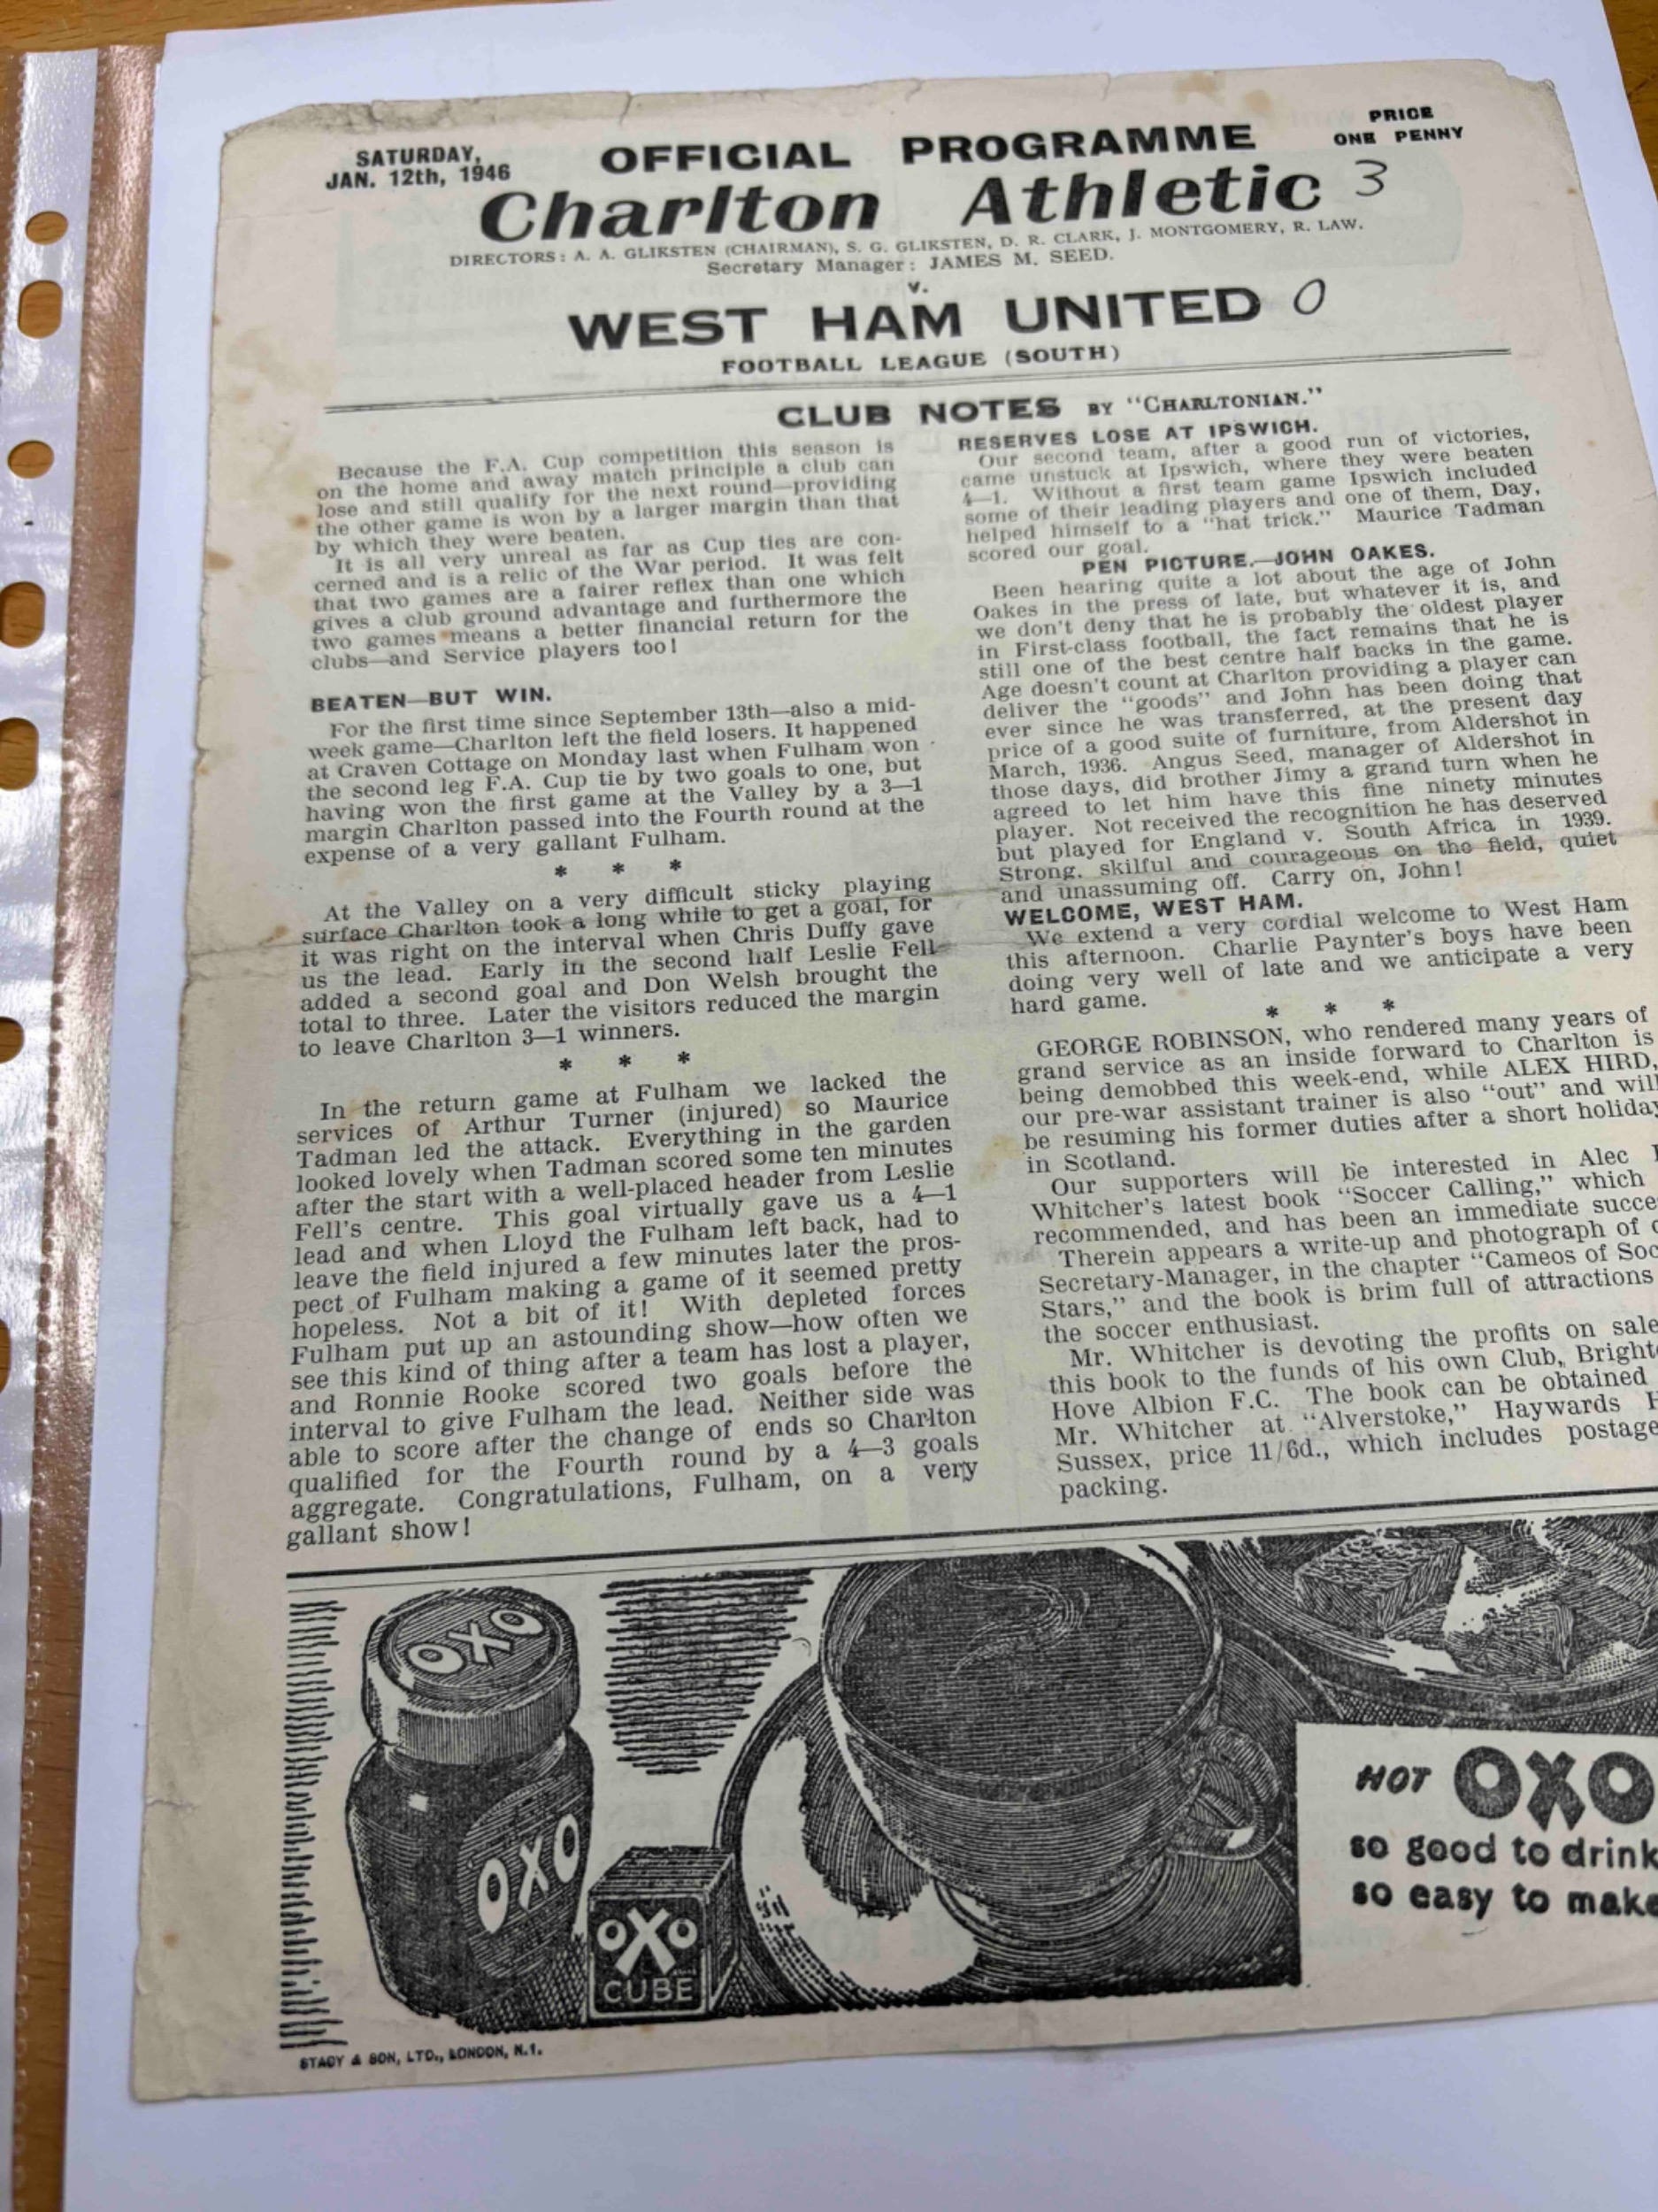 SATURDAY,
JAN. 12th, 1946
OFFICIAL PROGRAMME
PRICE
ONE PENNY
Charlton Athletic 3
DIRECTORS: A. A. GLIKSTEN (CHAIRMAN), S. G. GLIKSTEN, D. R. CLARK, J. MONTGOMERY, R. LAW.
Secretary Manager: JAMES M. SEED.
v.
WEST HAM UNITED 0
FOOTBALL LEAGUE (SOUTH)
CLUB NOTES BY "CHARLTONIAN."
Because the F.A. Cup competition this season is
on the home and away match principle a club can
lose and still qualify for the next round—providing
the other game is won by a larger margin than that
by which they were beaten.
It is all very unreal as far as Cup ties are con-
cerned and is a relic of the War period. It was felt
that two games are a fairer reflex than one which
gives a club ground advantage and furthermore the
two games means a better financial return for the
clubs—and Service players too!
BEATEN—BUT WIN.
For the first time since September 13th—also a mid-
week game—Charlton left the field losers. It happened
at Craven Cottage on Monday last when Fulham won
the second leg F.A. Cup tie by two goals to one, but
having won the first game at the Valley by a 3—1
margin Charlton passed into the Fourth round at the
expense of a very gallant Fulham.
* * *
At the Valley on a very difficult sticky playing
surface Charlton took a long while to get a goal, for
it was right on the interval when Chris Duffy gave
us the lead. Early in the second half Leslie Fell
added a second goal and Don Welsh brought the
total to three. Later the visitors reduced the margin
to leave Charlton 3—1 winners.
* * *
In the return game at Fulham we lacked the
services of Arthur Turner (injured) so Maurice
Tadman led the attack. Everything in the garden
looked lovely when Tadman scored some ten minutes
after the start with a well-placed header from Leslie
Fell's centre. This goal virtually gave us a 4—1
lead and when Lloyd the Fulham left back, had to
leave the field injured a few minutes later the pros-
pect of Fulham making a game of it seemed pretty
hopeless. Not a bit of it! With depleted forces
Fulham put up an astounding show—how often we
see this kind of thing after a team has lost a player,
and Ronnie Rooke scored two goals before the
interval to give Fulham the lead. Neither side was
able to score after the change of ends so Charlton
qualified for the Fourth round by a 4—3 goals
aggregate. Congratulations, Fulham, on a very
gallant show!
RESERVES LOSE AT IPSWICH.
Our second team, after a good run of victories,
came unstuck at Ipswich, where they were beaten
4—1. Without a first team game Ipswich included
some of their leading players and one of them, Day,
helped himself to a "hat trick." Maurice Tadman
scored our goal.
PEN PICTURE.—JOHN OAKES.
Been hearing quite a lot about the age of John
Oakes in the press of late, but whatever it is, and
we don't deny that he is probably the oldest player
in First-class football, the fact remains that he is
still one of the best centre half backs in the game.
Age doesn't count at Charlton providing a player can
deliver the "goods" and John has been doing that
ever since he was transferred, at the present day
price of a good suite of furniture, from Aldershot in
March, 1936. Angus Seed, manager of Aldershot in
those days, did brother Jimy a grand turn when he
agreed to let him have this fine ninety minutes
player. Not received the recognition he has deserved
but played for England v. South Africa in 1939.
Strong, skilful and courageous on the field, quiet
and unassuming off. Carry on, John!
WELCOME, WEST HAM.
We extend a very cordial welcome to West Ham
this afternoon. Charlie Paynter's boys have been
doing very well of late and we anticipate a very
hard game.
* * *
GEORGE ROBINSON, who rendered many years of
grand service as an inside forward to Charlton is
being demobbed this week-end, while ALEX HIRD,
our pre-war assistant trainer is also "out" and will
be resuming his former duties after a short holiday
in Scotland.
Our supporters will be interested in Alec
Whitcher's latest book "Soccer Calling," which
recommended, and has been an immediate succe
Therein appears a write-up and photograph of
Secretary-Manager, in the chapter "Cameos of Soc
Stars," and the book is brim full of attractions
the soccer enthusiast.
Mr. Whitcher is devoting the profits on sale
this book to the funds of his own Club, Bright
Hove Albion F.C. The book can be obtained
Mr. Whitcher at "Alverstoke," Haywards H
Sussex, price 11/6d., which includes postage
packing.
OXO
OXO
OXO
CUBE
HOT OXO
so good to drink
so easy to make
STACY & SON, LTD., LONDON, N.1.